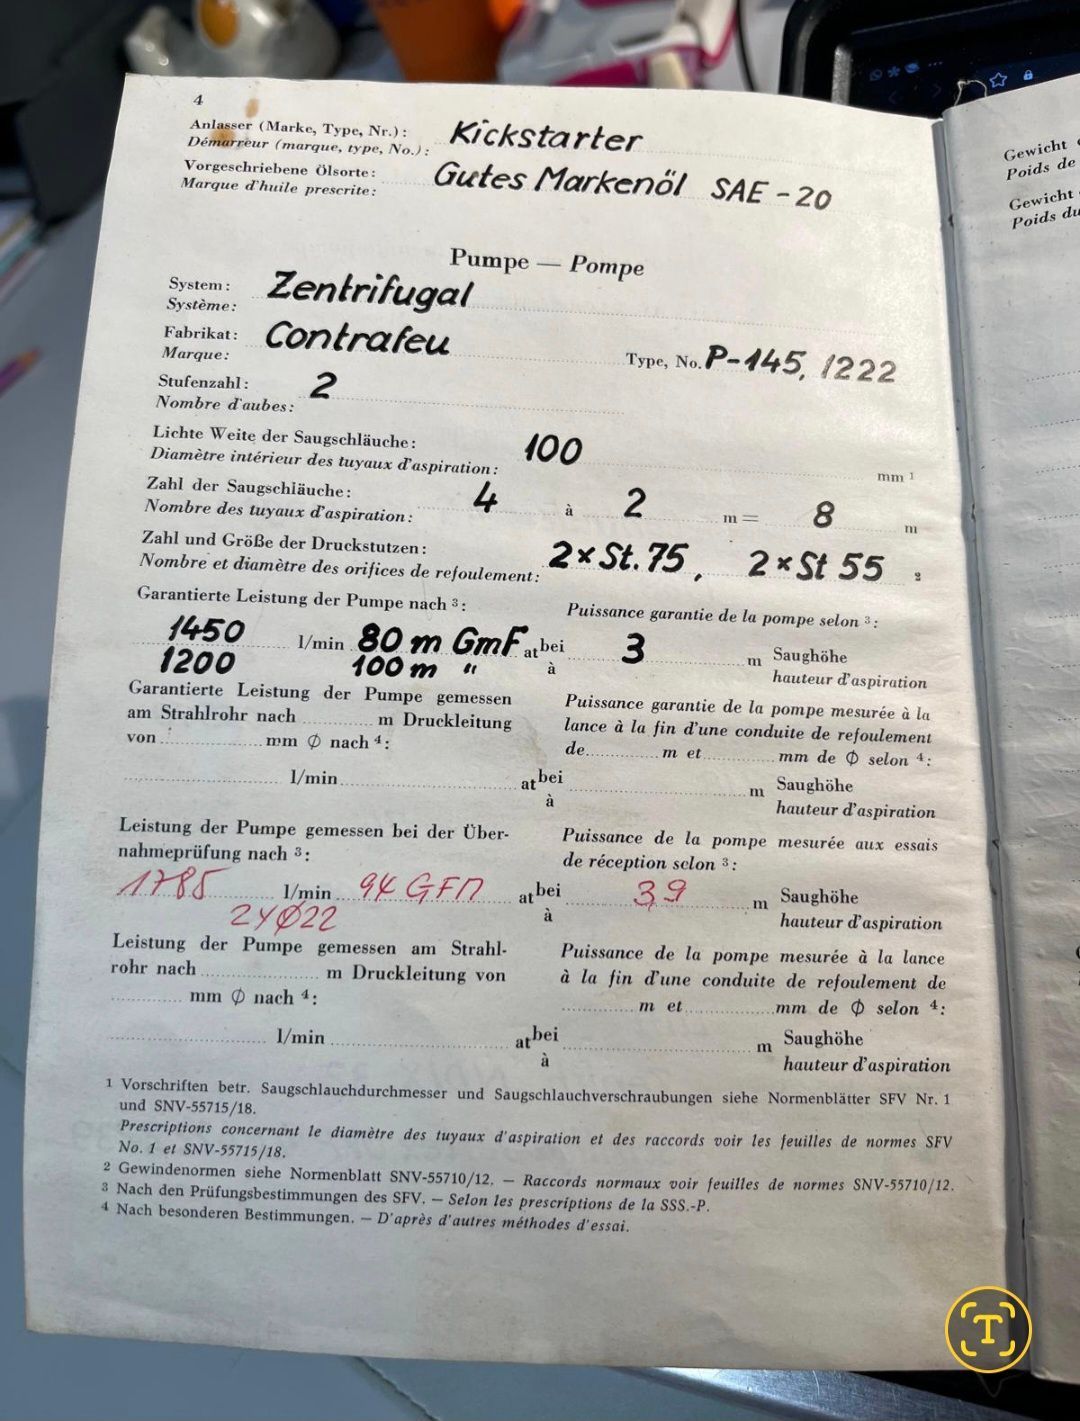 4
Anlasser (Marke, Type, Nr.): Kickstarter
Démarreur (marque, type, No.):
Vorgeschriebene Ölsorte: Gutes Markenöl SAE - 20
Marque d'huile prescrite:
Pumpe — Pompe
System: Zentrifugal
Système:
Fabrikat: Contrafeu
Marque: Type, No. P-145, 1222
Stufenzahl: 2
Nombre d'aubes:
Lichte Weite der Saugschläuche: 100
Diamètre intérieur des tuyaux d'aspiration: mm ¹
Zahl der Saugschläuche: 4 à 2 m = 8 m
Nombre des tuyaux d'aspiration:
Zahl und Größe der Druckstutzen: 2 × St. 75, 2 × St 55 ²
Nombre et diamètre des orifices de refoulement:
Garantierte Leistung der Pumpe nach ³: Puissance garantie de la pompe selon ³:
1450 l/min 80 m GmF at bei 3 m Saughöhe
1200 100 m " à hauteur d'aspiration
Garantierte Leistung der Pumpe gemessen
am Strahlrohr nach m Druckleitung
von mm ϕ nach ⁴:
Puissance garantie de la pompe mesurée à la
lance à la fin d'une conduite de refoulement
de m et mm de ϕ selon ⁴:
l/min at bei m Saughöhe
à hauteur d'aspiration
Leistung der Pumpe gemessen bei der Über-
nahmeprüfung nach ³:
Puissance de la pompe mesurée aux essais
de réception selon ³:
1785 l/min 94 GFM at bei 3,9 m Saughöhe
2 x Ø22 à hauteur d'aspiration
Leistung der Pumpe gemessen am Strahl-
rohr nach m Druckleitung von
mm ϕ nach ⁴:
Puissance de la pompe mesurée à la lance
à la fin d'une conduite de refoulement de
m et mm de ϕ selon ⁴:
l/min at bei m Saughöhe
à hauteur d'aspiration
¹ Vorschriften betr. Saugschlauchdurchmesser und Saugschlauchverschraubungen siehe Normenblätter SFV Nr. 1
und SNV-55715/18.
Prescriptions concernant le diamètre des tuyaux d'aspiration et des raccords voir les feuilles de normes SFV
No. 1 et SNV-55715/18.
² Gewindenormen siehe Normenblatt SNV-55710/12. — Raccords normaux voir feuilles de normes SNV-55710/12.
³ Nach den Prüfungsbestimmungen des SFV. — Selon les prescriptions de la SSS.-P.
⁴ Nach besonderen Bestimmungen. — D'après d'autres méthodes d'essai.
Gewicht
Poids de
Gewicht
Poids du
T